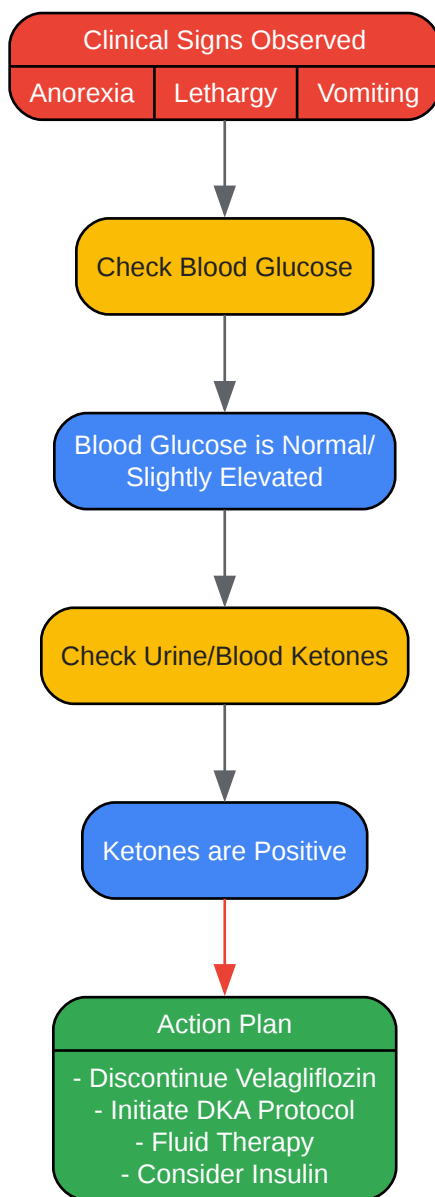 Clinical Signs Observed
Anorexia Lethargy Vomiting
Check Blood Glucose
Blood Glucose is Normal/
Slightly Elevated
Check Urine/Blood Ketones
Ketones are Positive
Action Plan
- Discontinue Velagliflozin
- Initiate DKA Protocol
- Fluid Therapy
- Consider Insulin